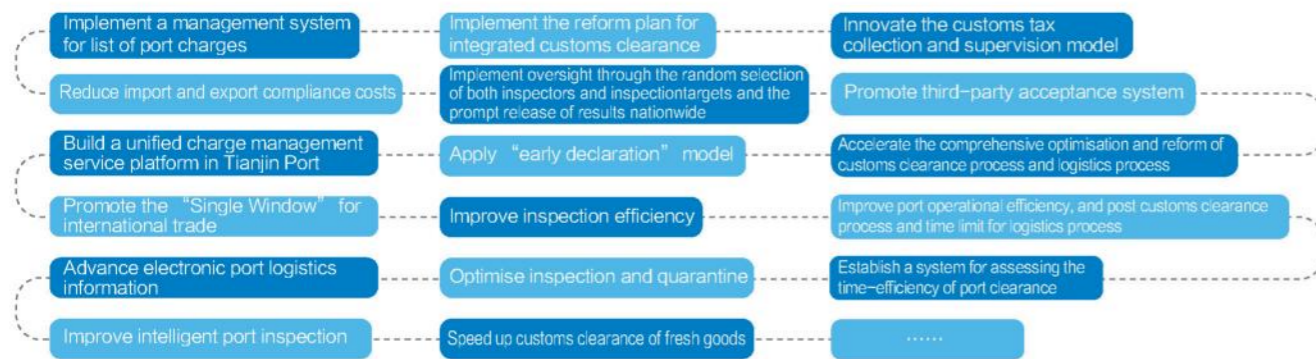 Implement a management system
for list of port charges
Implement the reform plan for
integrated customs clearance
Innovate the customs tax
collection and supervision model
Reduce import and export compliance costs
Implement oversight through the random selection
of both inspectors and inspectiontargets and the
prompt release of results nationwide
Promote third-party acceptance system
Build a unified charge management
service platform in Tianjin Port
Apply “early declaration” model
Accelerate the comprehensive optimisation and reform of
customs clearance process and logistics process
Promote the “Single Window” for
international trade
Improve inspection efficiency
Improve port operational efficiency, and post customs clearance
process and time limit for logistics process
Advance electronic port logistics
information
Optimise inspection and quarantine
Establish a system for assessing the
time-efficiency of port clearance
Improve intelligent port inspection
Speed up customs clearance of fresh goods
……